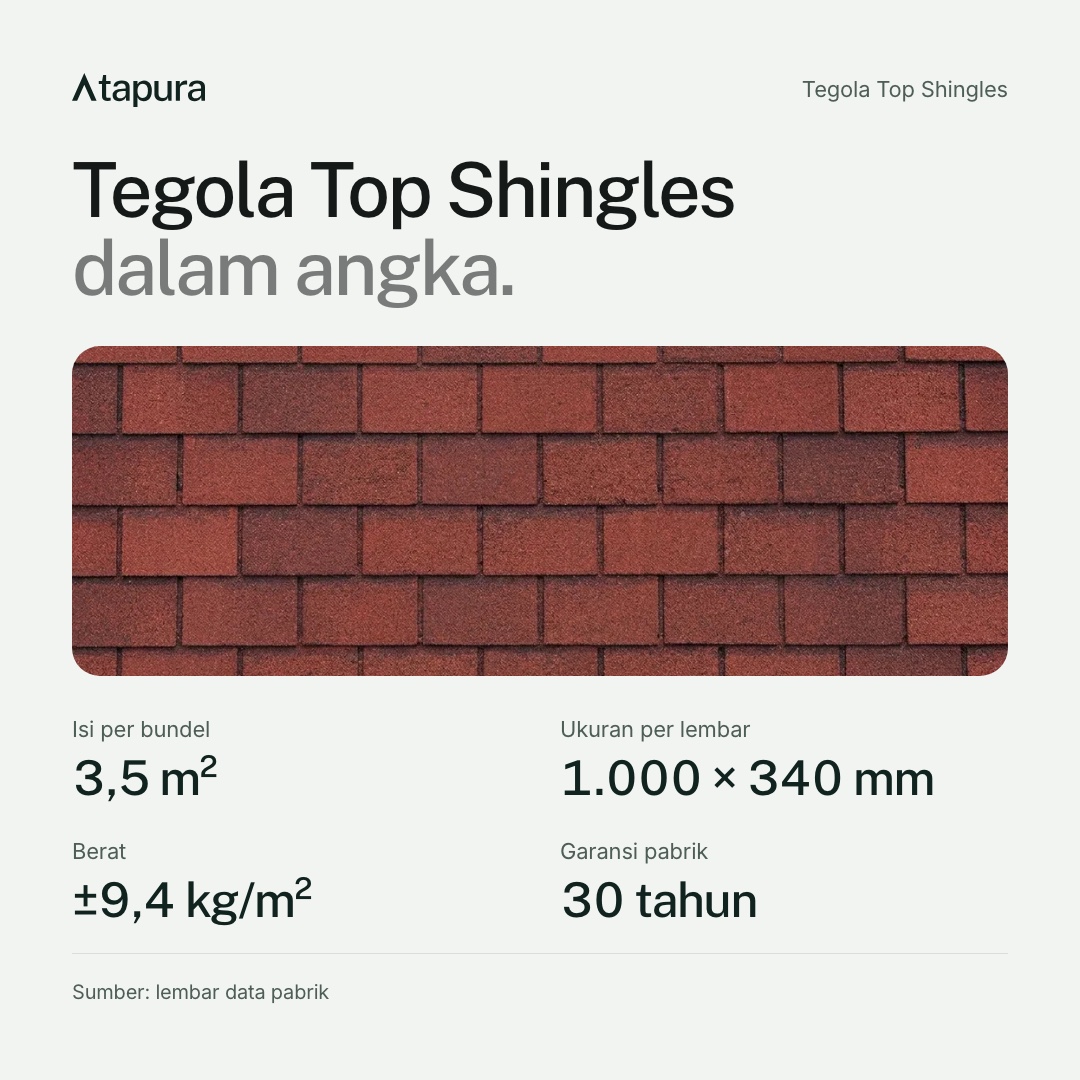 Atapura
Tegola Top Shingles
Tegola Top Shingles
dalam angka.
Isi per bundel
3,5 m²
Ukuran per lembar
1.000 × 340 mm
Berat
±9,4 kg/m²
Garansi pabrik
30 tahun
Sumber: lembar data pabrik